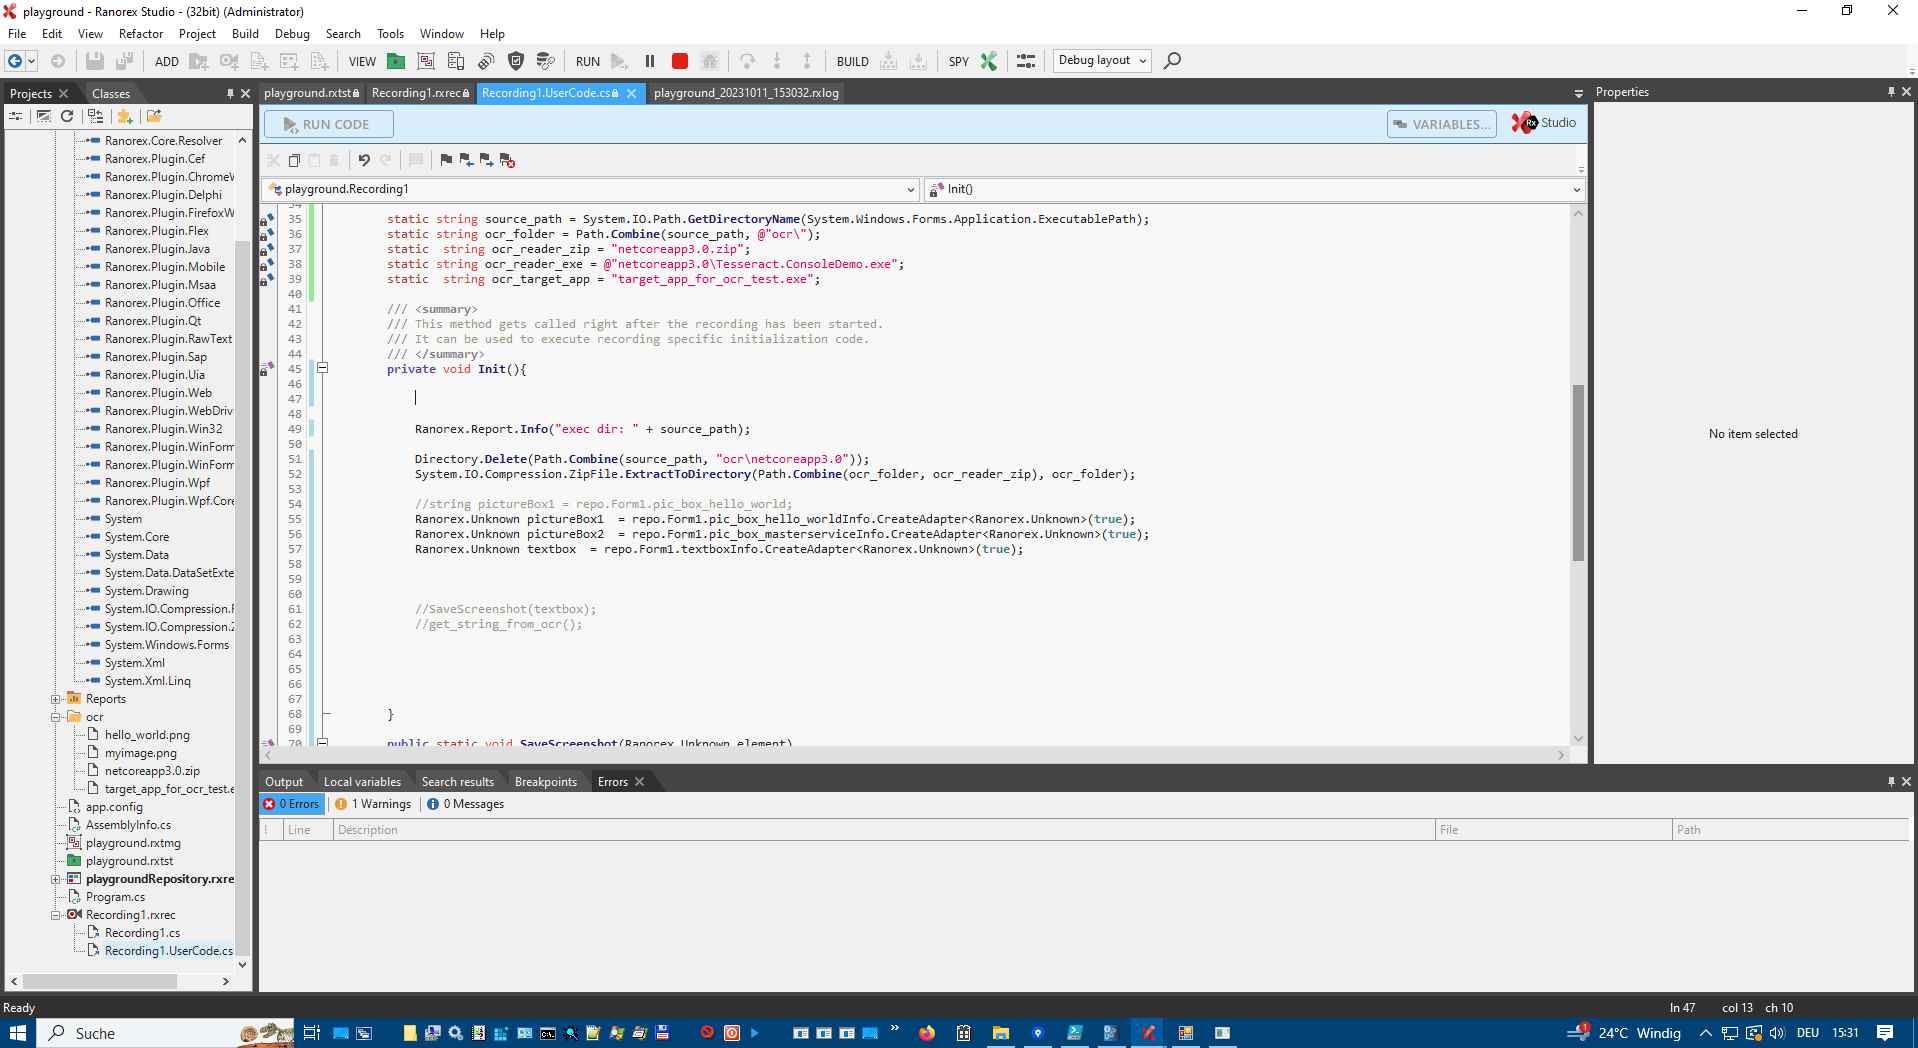 playground - Ranorex Studio - (32bit) (Administrator)
File Edit View Refactor Project Build Debug Search Tools Window Help
ADD VIEW RUN BUILD SPY Debug layout
Projects Classes
playground.rxtst Recording1.rxrec Recording1.UserCode.cs playground_20231011_153032.rxlog
Properties
RUN CODE VARIABLES... Rx Studio
playground.Recording1 Init()
Ranorex.Core.Resolver
Ranorex.Plugin.Cef
Ranorex.Plugin.ChromeW
Ranorex.Plugin.Delphi
Ranorex.Plugin.FirefoxW
Ranorex.Plugin.Flex
Ranorex.Plugin.Java
Ranorex.Plugin.Mobile
Ranorex.Plugin.Msaa
Ranorex.Plugin.Office
Ranorex.Plugin.Qt
Ranorex.Plugin.RawText
Ranorex.Plugin.Sap
Ranorex.Plugin.Uia
Ranorex.Plugin.Web
Ranorex.Plugin.WebDriv
Ranorex.Plugin.Win32
Ranorex.Plugin.WinForm
Ranorex.Plugin.WinForm
Ranorex.Plugin.Wpf
Ranorex.Plugin.Wpf.Core
System
System.Core
System.Data
System.Data.DataSetExte
System.Drawing
System.IO.Compression.F
System.IO.Compression.Z
System.Windows.Forms
System.Xml
System.Xml.Linq
Reports
ocr
hello_world.png
myimage.png
netcoreapp3.0.zip
target_app_for_ocr_test.e
app.config
AssemblyInfo.cs
playground.rxtmg
playground.rxtst
playgroundRepository.rxre
Program.cs
Recording1.rxrec
Recording1.cs
Recording1.UserCode.cs
34
35 static string source_path = System.IO.Path.GetDirectoryName(System.Windows.Forms.Application.ExecutablePath);
36 static string ocr_folder = Path.Combine(source_path, @"ocr\");
37 static  string ocr_reader_zip = "netcoreapp3.0.zip";
38 static string ocr_reader_exe = @"netcoreapp3.0\Tesseract.ConsoleDemo.exe";
39 static  string ocr_target_app = "target_app_for_ocr_test.exe";
40
41 /// <summary>
42 /// This method gets called right after the recording has been started.
43 /// It can be used to execute recording specific initialization code.
44 /// </summary>
45 private void Init(){
46
47
48
49 Ranorex.Report.Info("exec dir: " + source_path);
50
51 Directory.Delete(Path.Combine(source_path, "ocr\netcoreapp3.0"));
52 System.IO.Compression.ZipFile.ExtractToDirectory(Path.Combine(ocr_folder, ocr_reader_zip), ocr_folder);
53
54 //string pictureBox1 = repo.Form1.pic_box_hello_world;
55 Ranorex.Unknown pictureBox1  = repo.Form1.pic_box_hello_worldInfo.CreateAdapter<Ranorex.Unknown>(true);
56 Ranorex.Unknown pictureBox2  = repo.Form1.pic_box_masterserviceInfo.CreateAdapter<Ranorex.Unknown>(true);
57 Ranorex.Unknown textbox  = repo.Form1.textboxInfo.CreateAdapter<Ranorex.Unknown>(true);
58
59
60
61 //SaveScreenshot(textbox);
62 //get_string_from_ocr();
63
64
65
66
67
68 }
69
70 public static void SaveScreenshot(Ranorex.Unknown element)
No item selected
Output Local variables Search results Breakpoints Errors
0 Errors 1 Warnings 0 Messages
! Line Description File Path
Ready ln 47 col 13 ch 10
Suche 1 24°C Windig DEU 15:31